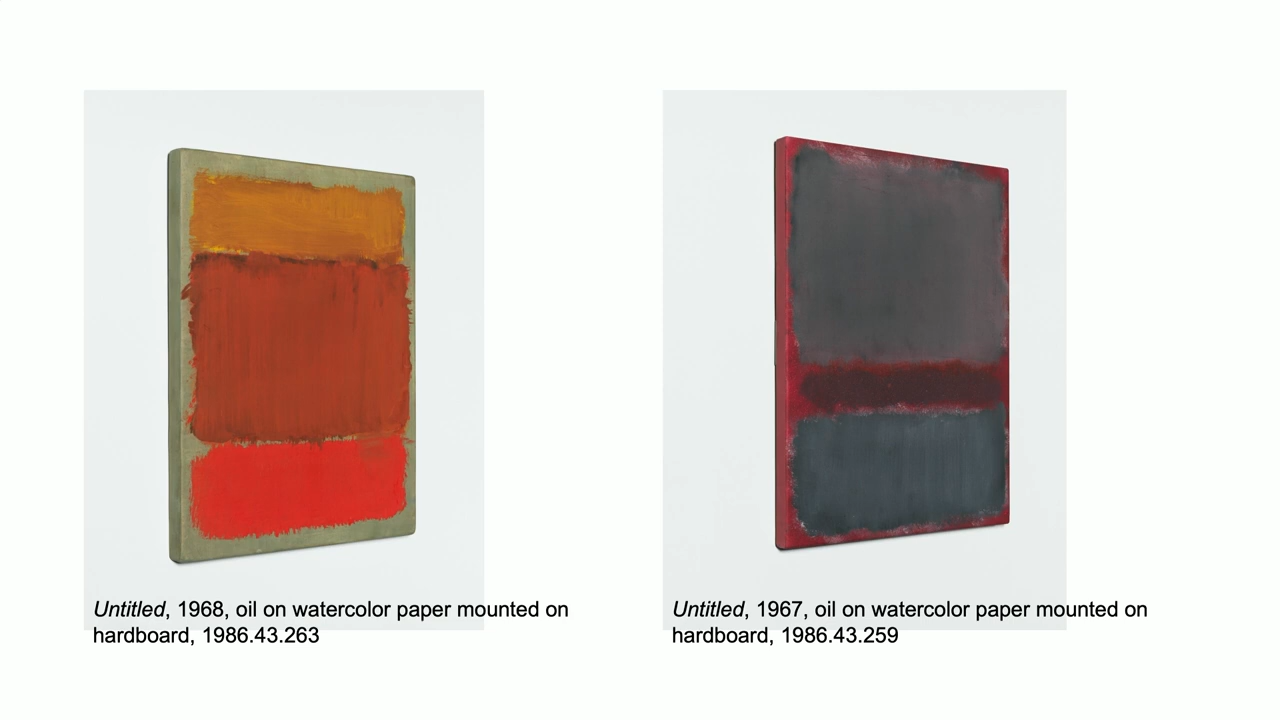 Untitled, 1968, oil on watercolor paper mounted on
hardboard, 1986.43.263
Untitled, 1967, oil on watercolor paper mounted on
hardboard, 1986.43.259